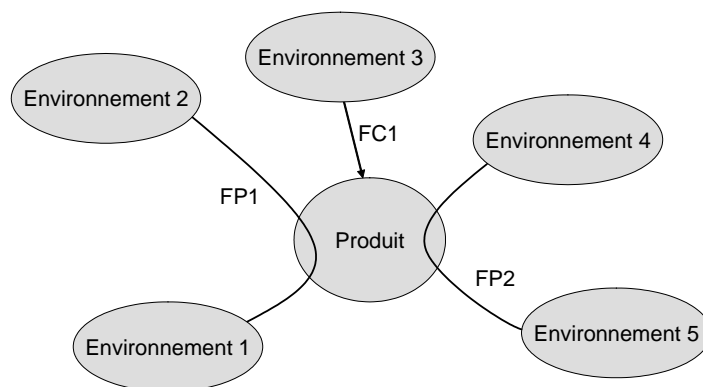 Environnement 3
Environnement 2
FC1
Environnement 4
FP1
Produit
FP2
Environnement 5
Environnement 1